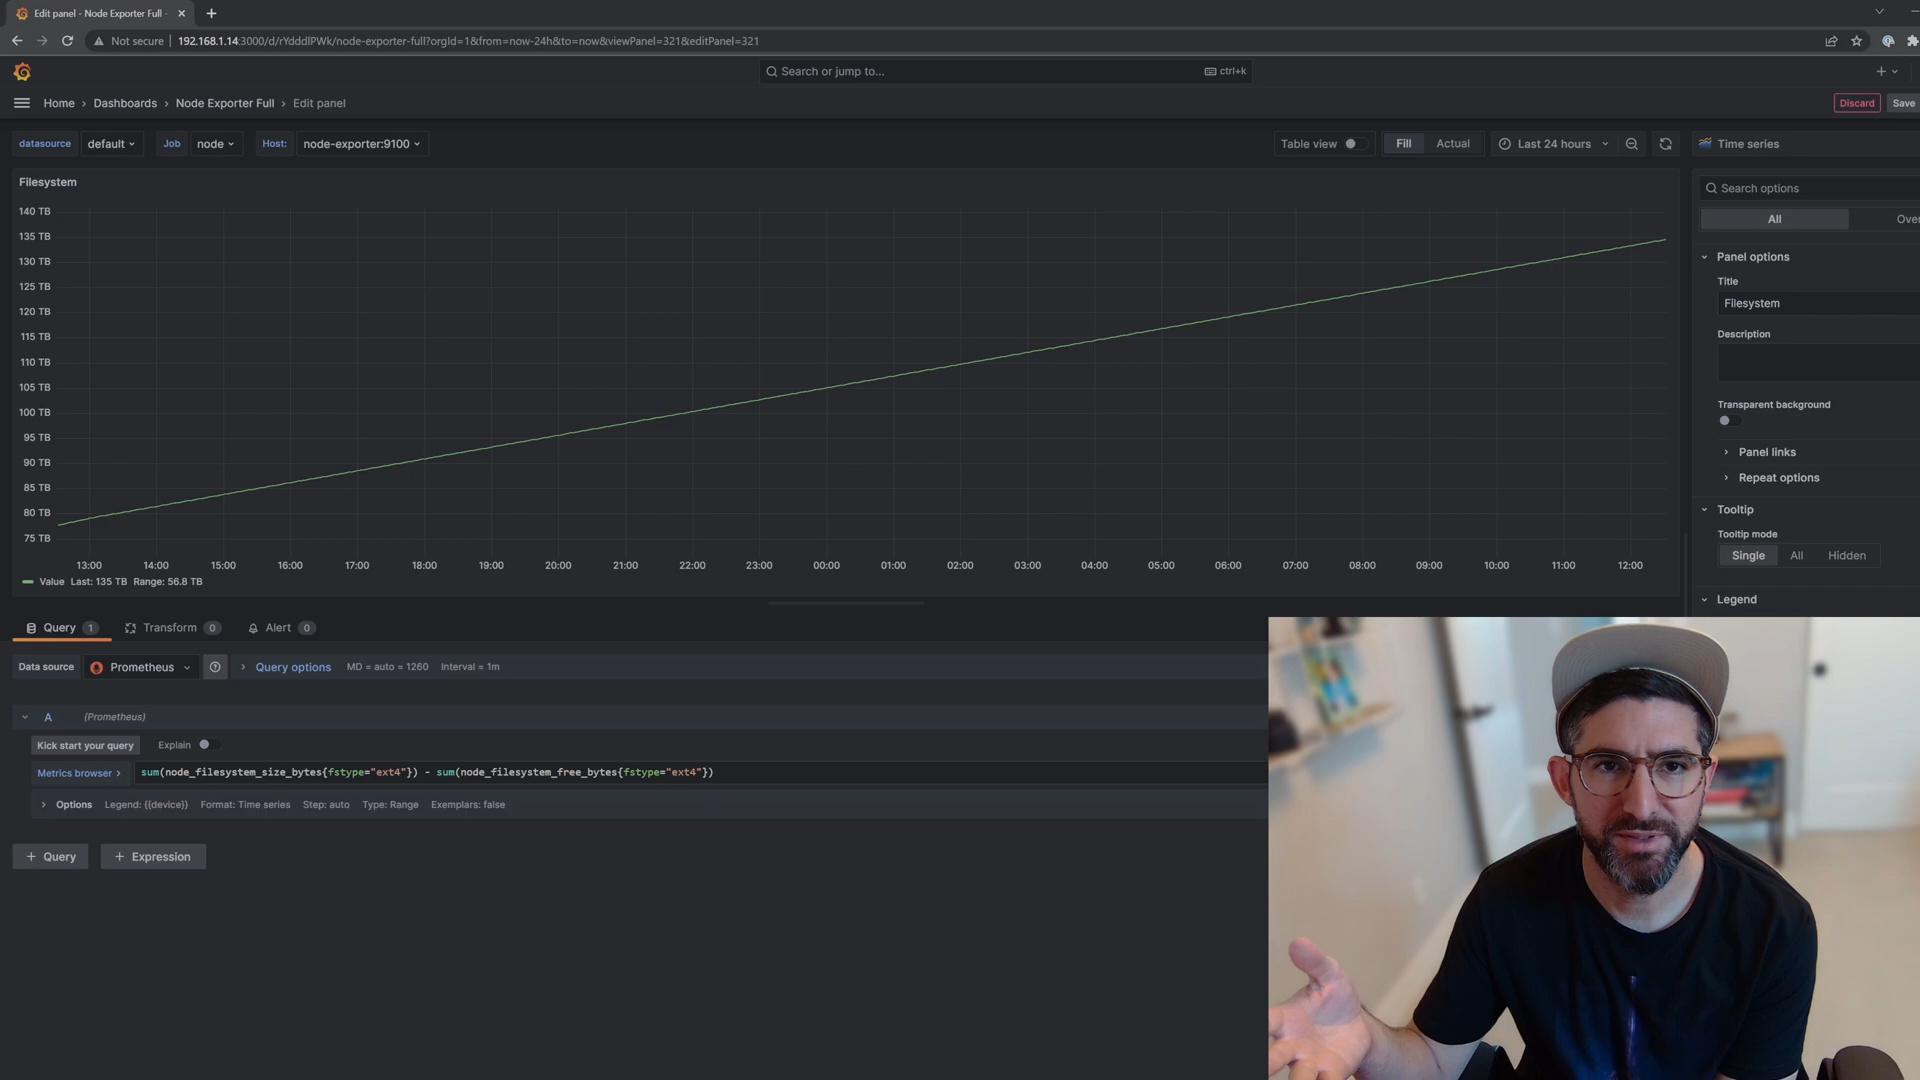 Edit panel - Node Exporter Full -
Not secure | 192.168.1.14:3000/d/rYdddlPWk/node-exporter-full?orgId=1&from=now-24h&to=now&viewPanel=321&editPanel=321
Search or jump to... ctrl+k
Home › Dashboards › Node Exporter Full › Edit panel Discard Save
datasource default Job node Host: node-exporter:9100 Table view Fill Actual Last 24 hours Time series
Filesystem
Search options
All
Panel options
Title
Filesystem
Description
Transparent background
Panel links
Repeat options
Tooltip
Tooltip mode
Single All Hidden
Legend
140 TB
135 TB
130 TB
125 TB
120 TB
115 TB
110 TB
105 TB
100 TB
95 TB
90 TB
85 TB
80 TB
75 TB
13:00 14:00 15:00 16:00 17:00 18:00 19:00 20:00 21:00 22:00 23:00 00:00 01:00 02:00 03:00 04:00 05:00 06:00 07:00 08:00 09:00 10:00 11:00 12:00
Value Last: 135 TB Range: 56.8 TB
Query 1 Transform 0 Alert 0
Data source Prometheus Query options MD = auto = 1260 Interval = 1m
A (Prometheus)
Kick start your query Explain
Metrics browser › sum(node_filesystem_size_bytes{fstype="ext4"}) - sum(node_filesystem_free_bytes{fstype="ext4"})
Options Legend: {{device}} Format: Time series Step: auto Type: Range Exemplars: false
+ Query + Expression